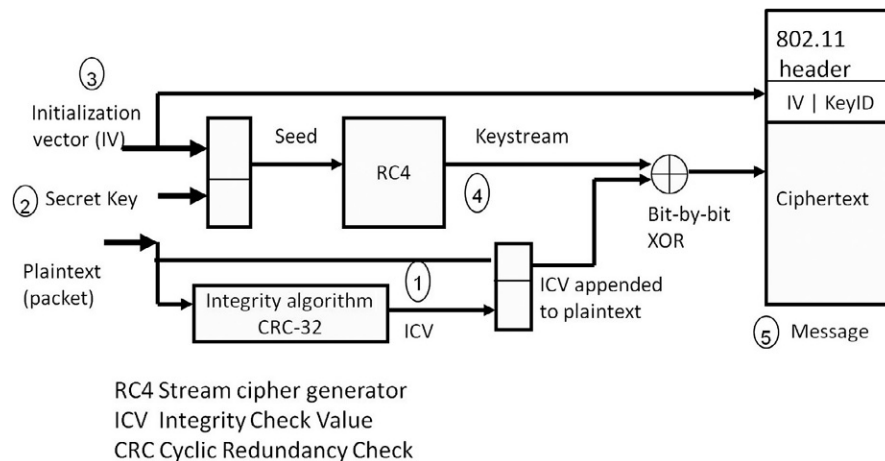 802.11
header
IV | KeyID
3
Initialization
vector (IV)
Seed
Keystream
RC4
4
2 Secret Key
Bit-by-bit
XOR
Ciphertext
Plaintext
(packet)
1
Integrity algorithm
CRC-32
ICV
ICV appended
to plaintext
5 Message
RC4 Stream cipher generator
ICV Integrity Check Value
CRC Cyclic Redundancy Check